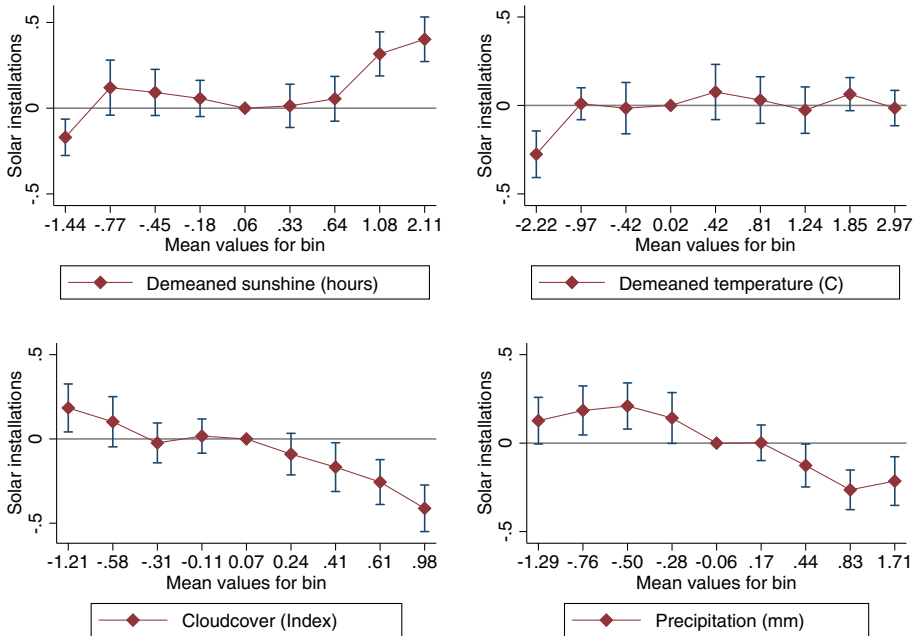 Solar installations
.5
0
-.5
-1.44 -.77 -.45 -.18 .06 .33 .64 1.08 2.11
Mean values for bin
Demeaned sunshine (hours)
Solar installations
.5
0
-.5
-2.22 -.97 -.42 0.02 .42 .81 1.24 1.85 2.97
Mean values for bin
Demeaned temperature (C)
Solar installations
.5
0
-.5
-1.21 -.58 -.31 -0.11 0.07 0.24 .41 .61 .98
Mean values for bin
Cloudcover (Index)
Solar installations
.5
0
-.5
-1.29 -.76 -.50 -.28 -0.06 .17 .44 .83 1.71
Mean values for bin
Precipitation (mm)